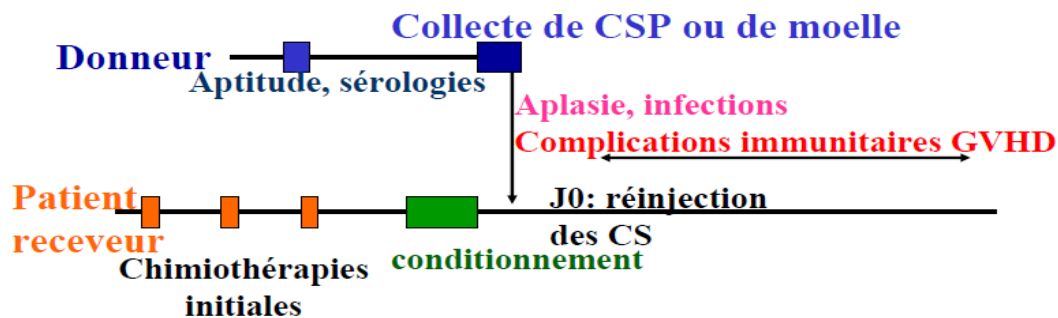 Collecte de CSP ou de moelle
Donneur
Aptitude, sérologies
Aplasie, infections
Complications immunitaires GVHD
Patient
receveur
J0: réinjection
des CS
conditionnement
Chimiothérapies
initiales